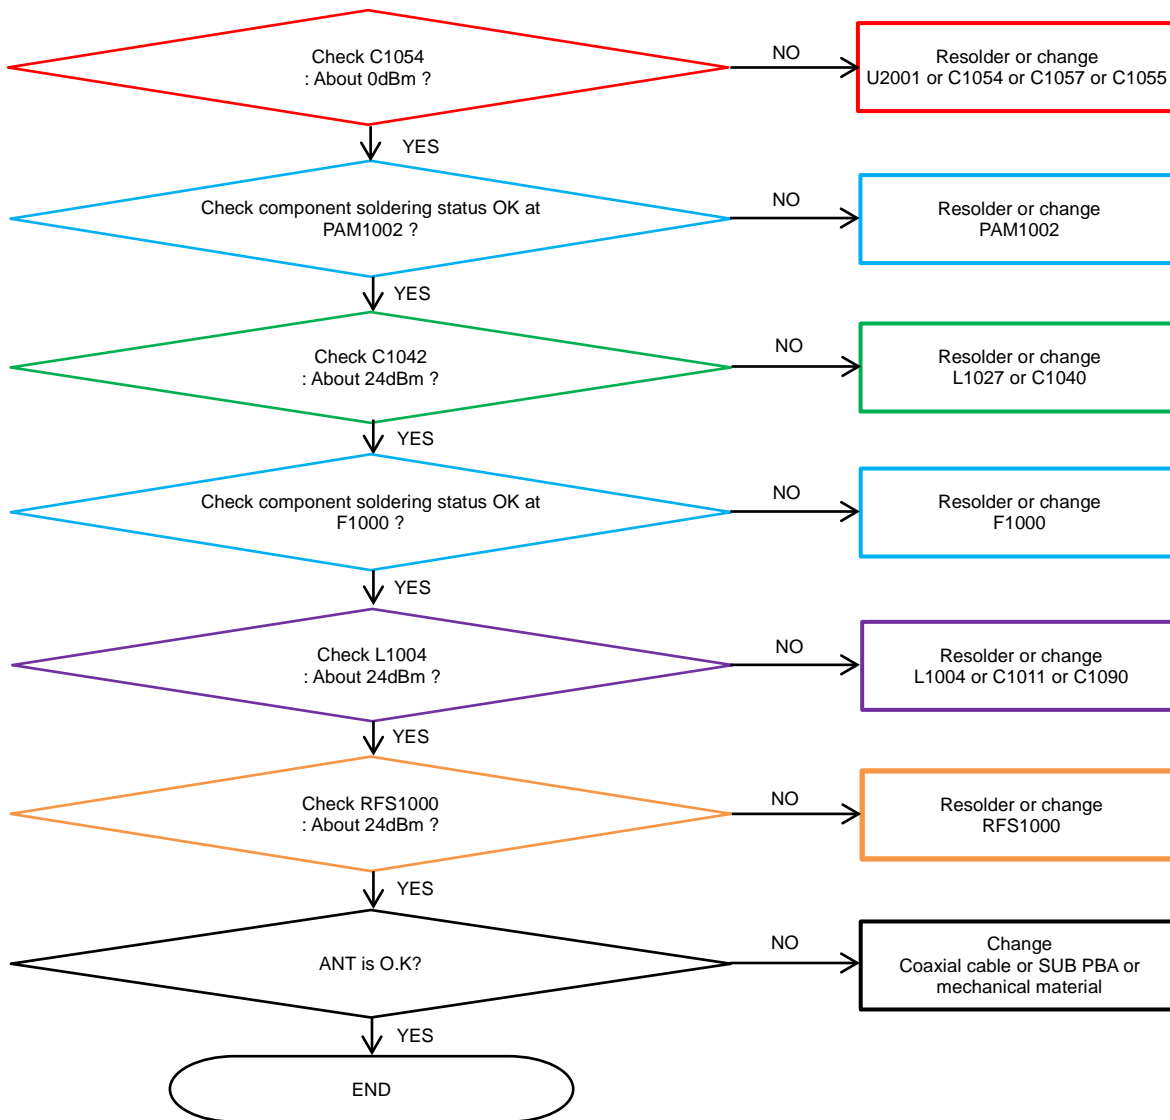 Check C1054
: About 0dBm ?
NO
Resolder or change
U2001 or C1054 or C1057 or C1055
YES
Check component soldering status OK at
PAM1002 ?
NO
Resolder or change
PAM1002
YES
Check C1042
: About 24dBm ?
NO
Resolder or change
L1027 or C1040
YES
Check component soldering status OK at
F1000 ?
NO
Resolder or change
F1000
YES
Check L1004
: About 24dBm ?
NO
Resolder or change
L1004 or C1011 or C1090
YES
Check RFS1000
: About 24dBm ?
NO
Resolder or change
RFS1000
YES
ANT is O.K?
NO
Change
Coaxial cable or SUB PBA or
mechanical material
YES
END